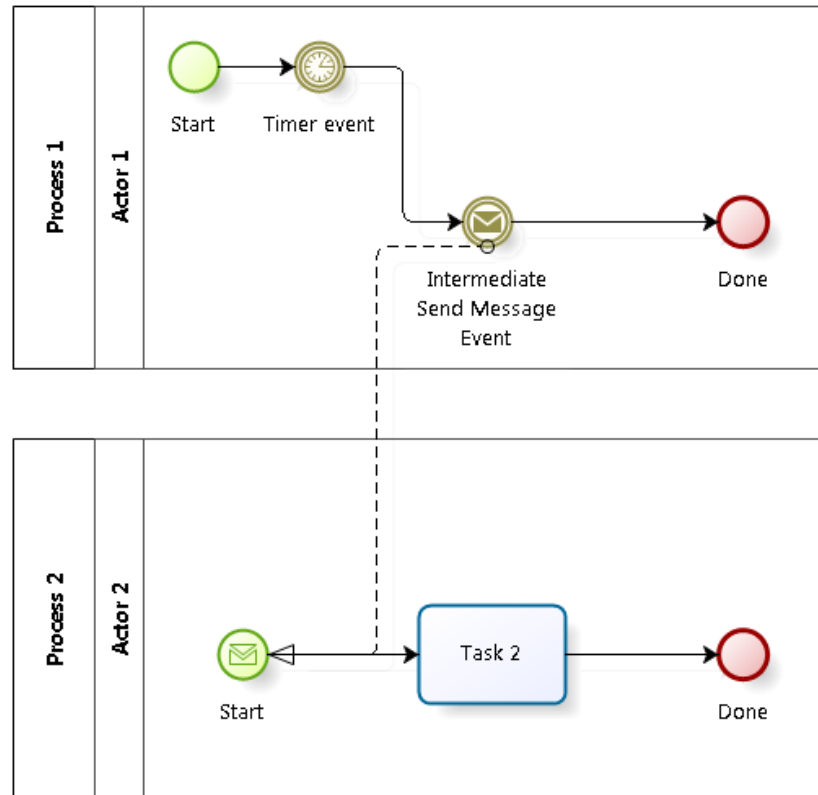 Process 1
Actor 1
Start
Timer event
Intermediate
Send Message
Event
Done
Process 2
Actor 2
Start
Task 2
Done